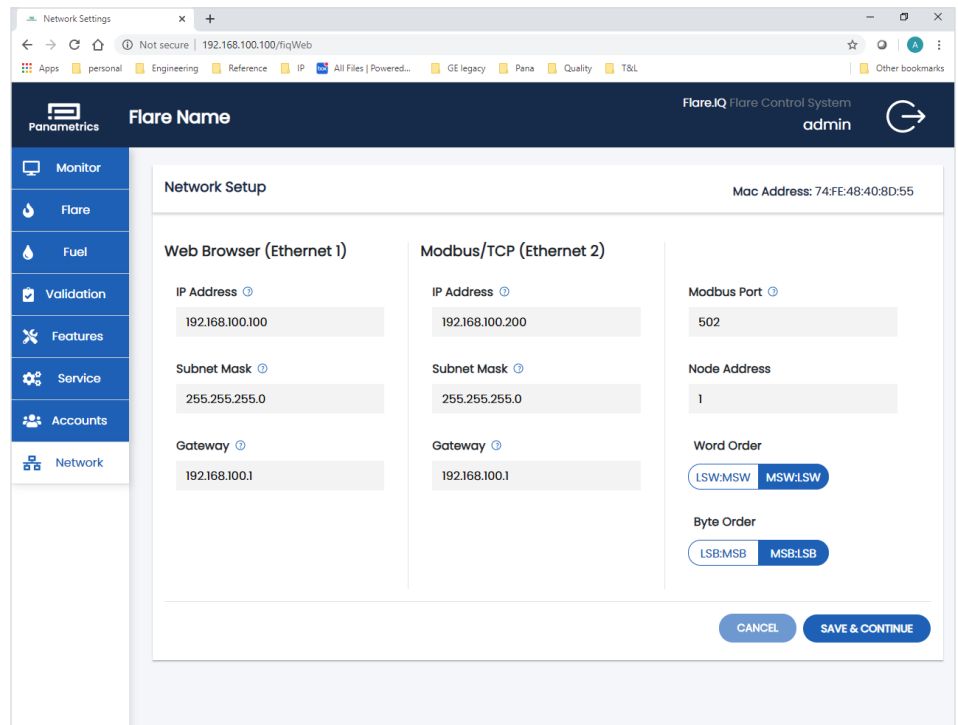 Network Settings
Not secure | 192.168.100.100/fiqWeb
A
Apps personal Engineering Reference IP box All Files | Powered... GE legacy Pana Quality T&L Other bookmarks
Panametrics
Flare Name
Flare.IQ Flare Control System
admin
Monitor
Flare
Fuel
Validation
Features
Service
Accounts
Network
Network Setup
Mac Address: 74:FE:48:40:8D:55
Web Browser (Ethernet 1)
IP Address
192.168.100.100
Subnet Mask
255.255.255.0
Gateway
192.168.100.1
Modbus/TCP (Ethernet 2)
IP Address
192.168.100.200
Subnet Mask
255.255.255.0
Gateway
192.168.100.1
Modbus Port
502
Node Address
1
Word Order
LSW:MSW MSW:LSW
Byte Order
LSB:MSB MSB:LSB
CANCEL SAVE & CONTINUE